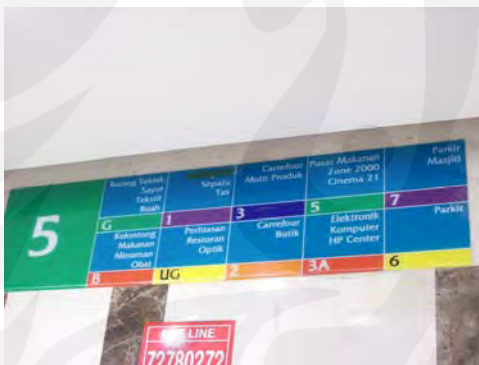 5
Barang Teknik
Sayur
Tekstil
Buah
G
Sepatu
Tas
1
Carrefour
Multi Produk
3
Pusat Makanan
Zone 2000
Cinema 21
5
Parkir
Masjid
7
Kelontong
Makanan
Minuman
Obat
B
Perhiasan
Restoran
Optik
UG
Carrefour
Butik
2
Elektronik
Komputer
HP Center
3A
Parkir
6
HOT LINE
72780272